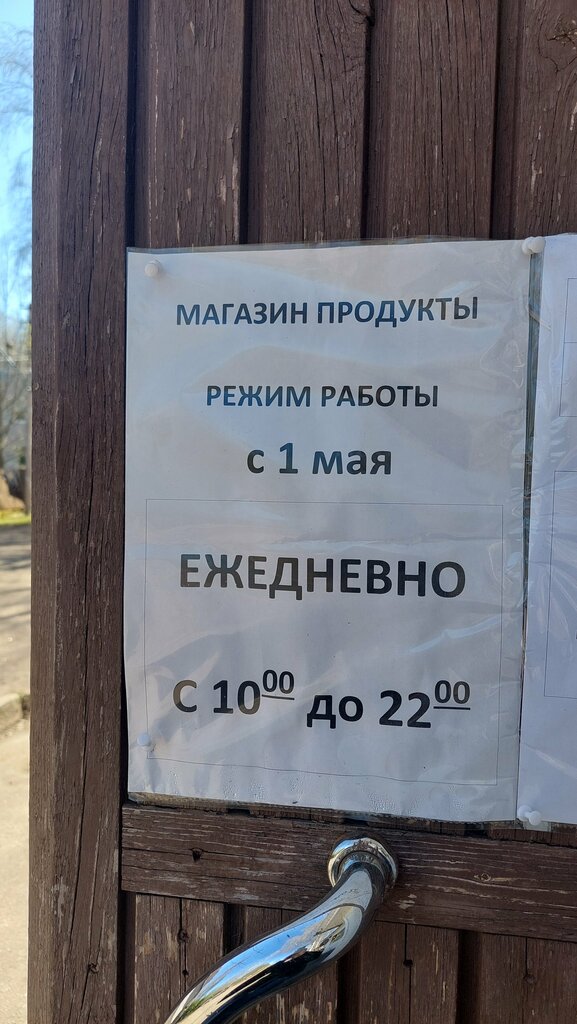 МАГАЗИН ПРОДУКТЫ
РЕЖИМ РАБОТЫ
с 1 мая
ЕЖЕДНЕВНО
С 10⁰⁰ до 22⁰⁰